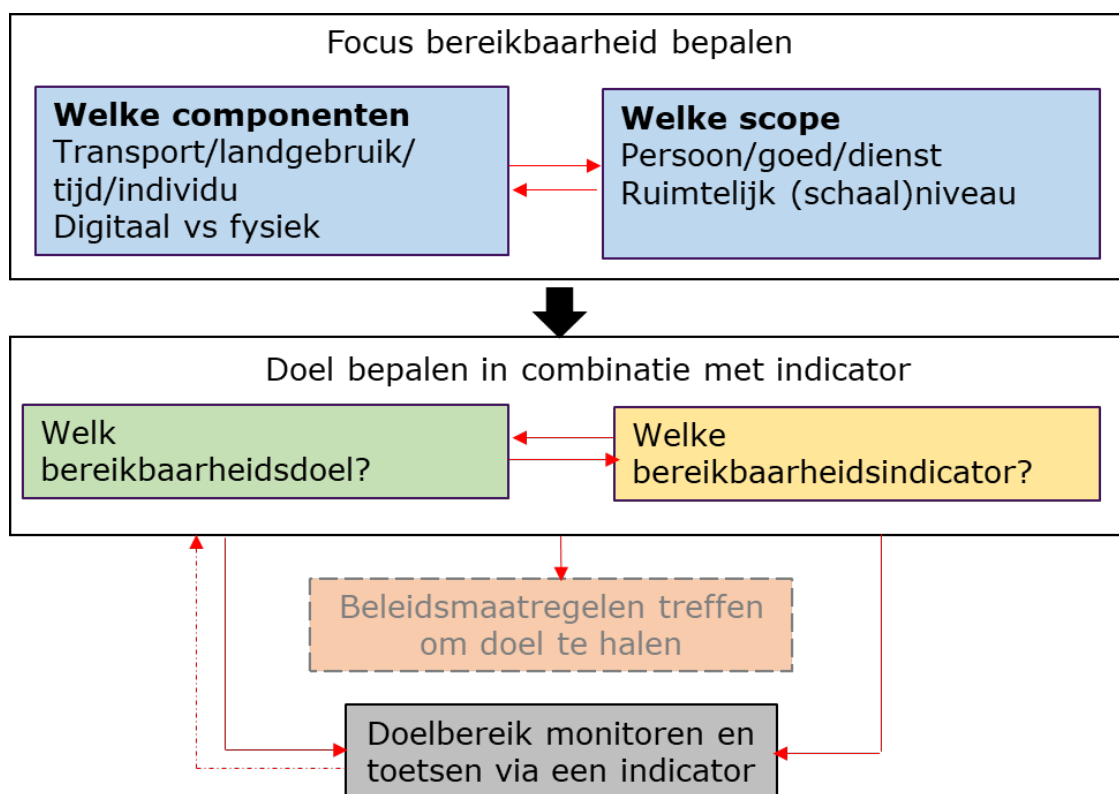 Focus bereikbaarheid bepalen
Welke componenten
Transport/landgebruik/
tijd/individu
Digitaal vs fysiek
Welke scope
Persoon/goed/dienst
Ruimtelijk (schaal)niveau
Doel bepalen in combinatie met indicator
Welk
bereikbaarheidsdoel?
Welke
bereikbaarheidsindicator?
Beleidsmaatregelen treffen
om doel te halen
Doelbereik monitoren en
toetsen via een indicator